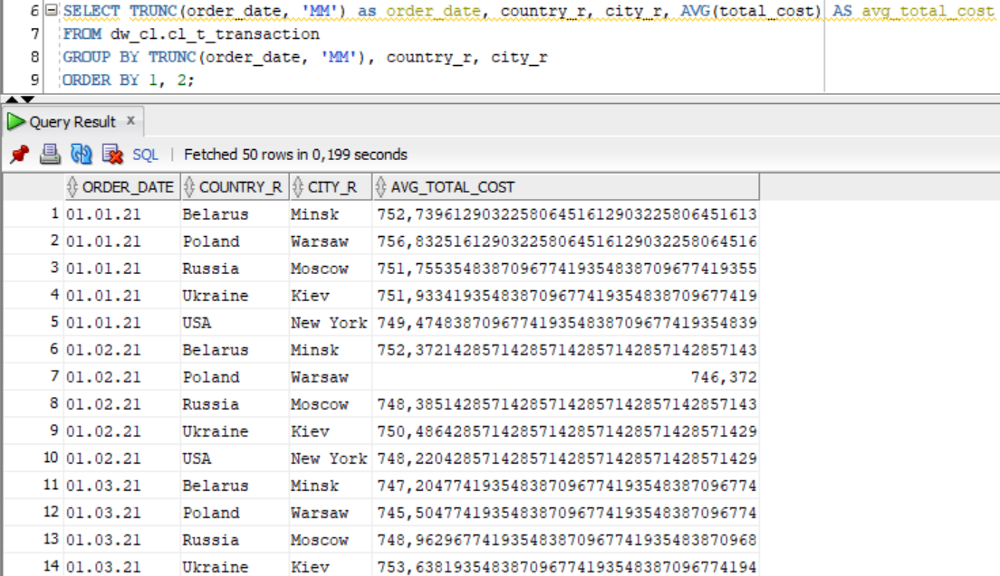 6 SELECT TRUNC(order_date, 'MM') as order_date, country_r, city_r, AVG(total_cost) AS avg_total_cost
7 FROM dw_cl.cl_t_transaction
8 GROUP BY TRUNC(order_date, 'MM'), country_r, city_r
9 ORDER BY 1, 2;
Query Result x
SQL | Fetched 50 rows in 0,199 seconds
ORDER_DATE COUNTRY_R CITY_R AVG_TOTAL_COST
1 01.01.21 Belarus Minsk 752,739612903225806451612903225806451613
2 01.01.21 Poland Warsaw 756,832516129032258064516129032258064516
3 01.01.21 Russia Moscow 751,755354838709677419354838709677419355
4 01.01.21 Ukraine Kiev 751,933419354838709677419354838709677419
5 01.01.21 USA New York 749,474838709677419354838709677419354839
6 01.02.21 Belarus Minsk 752,372142857142857142857142857142857143
7 01.02.21 Poland Warsaw 746,372
8 01.02.21 Russia Moscow 748,385142857142857142857142857142857143
9 01.02.21 Ukraine Kiev 750,486428571428571428571428571428571429
10 01.02.21 USA New York 748,220428571428571428571428571428571429
11 01.03.21 Belarus Minsk 747,204774193548387096774193548387096774
12 01.03.21 Poland Warsaw 745,504774193548387096774193548387096774
13 01.03.21 Russia Moscow 748,962967741935483870967741935483870968
14 01.03.21 Ukraine Kiev 753,638193548387096774193548387096774194